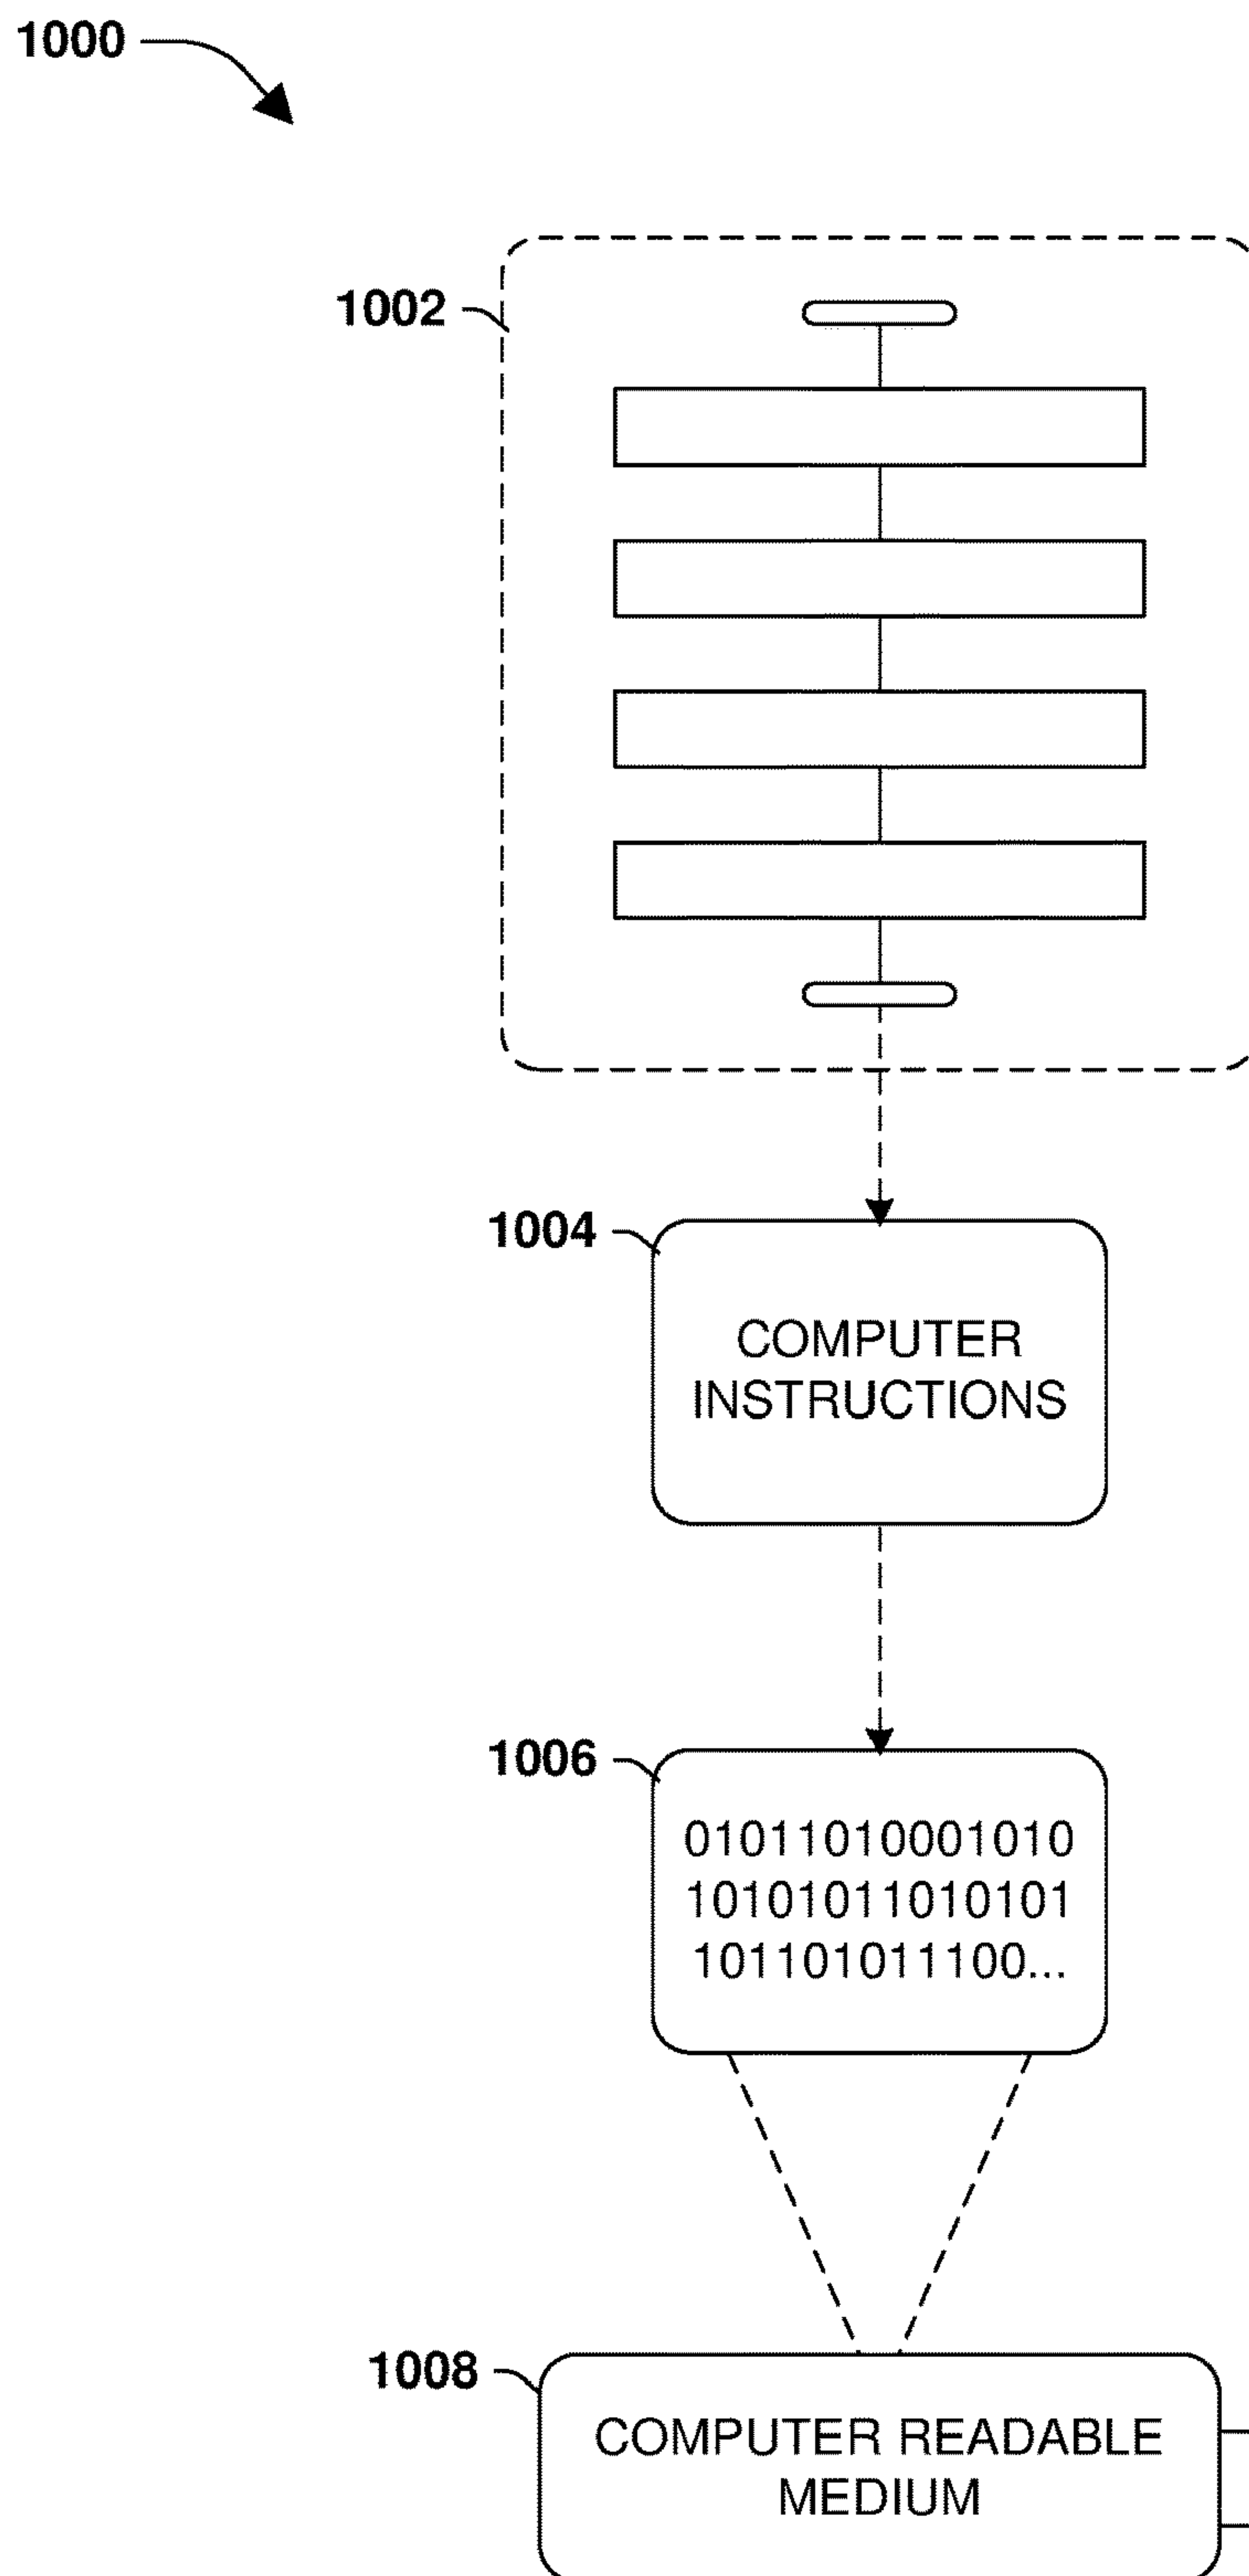 1000
1002
1004
COMPUTER
INSTRUCTIONS
1006
01011010001010
10101011010101
101101011100...
1008
COMPUTER READABLE
MEDIUM